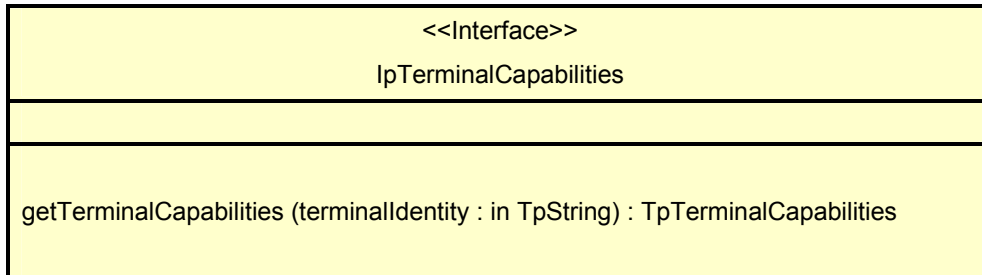 <<Interface>>
IpTerminalCapabilities
getTerminalCapabilities (terminalIdentity : in TpString) : TpTerminalCapabilities